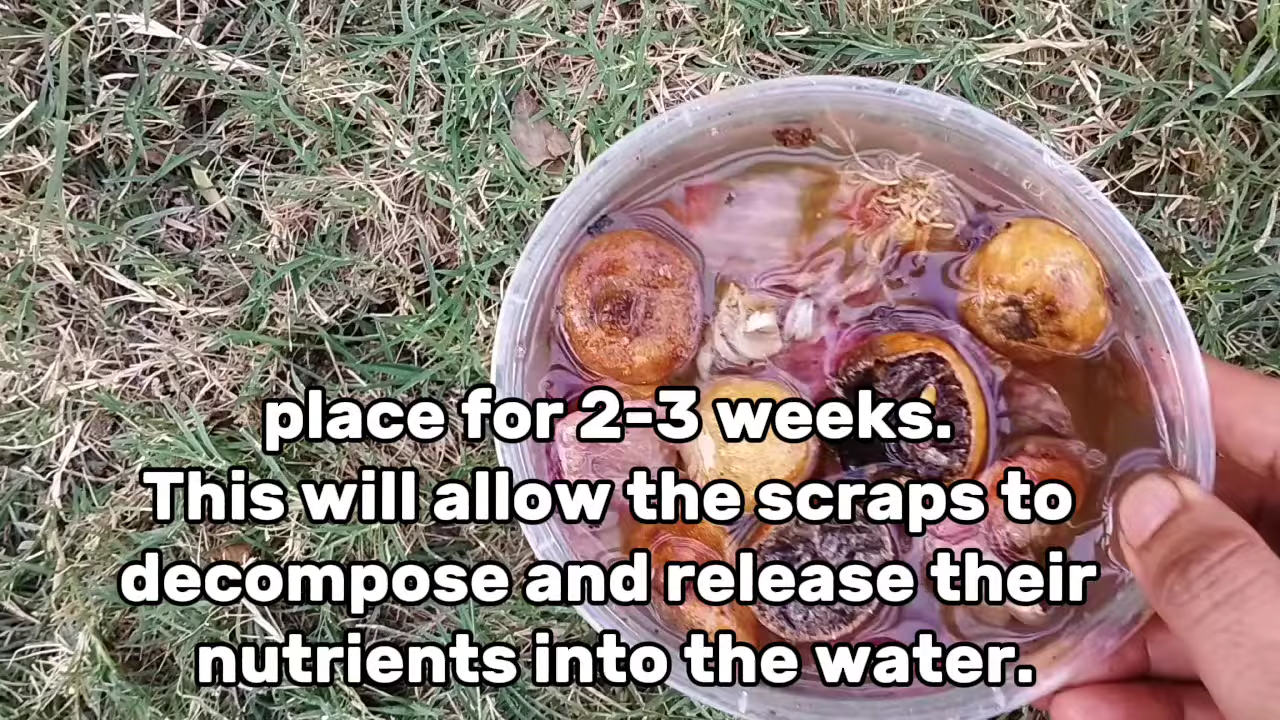 place for 2-3 weeks.
This will allow the scraps to
decompose and release their
nutrients into the water.